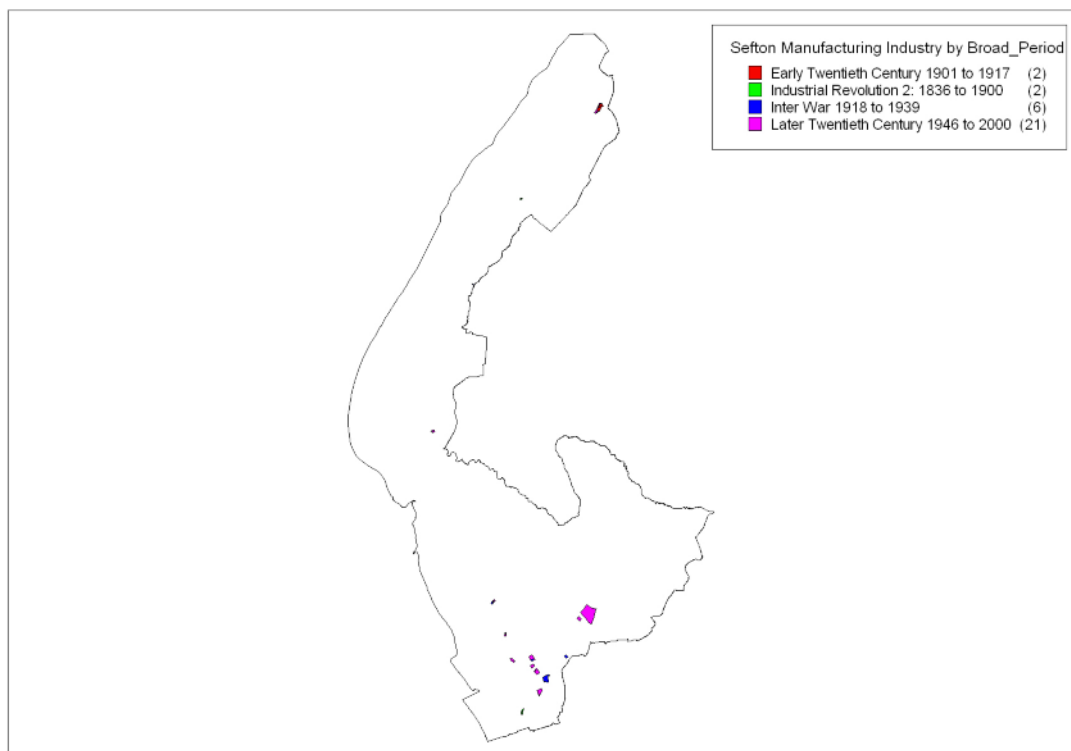 Sefton Manufacturing Industry by Broad_Period
Early Twentieth Century 1901 to 1917 (2)
Industrial Revolution 2: 1836 to 1900 (2)
Inter War 1918 to 1939 (6)
Later Twentieth Century 1946 to 2000 (21)